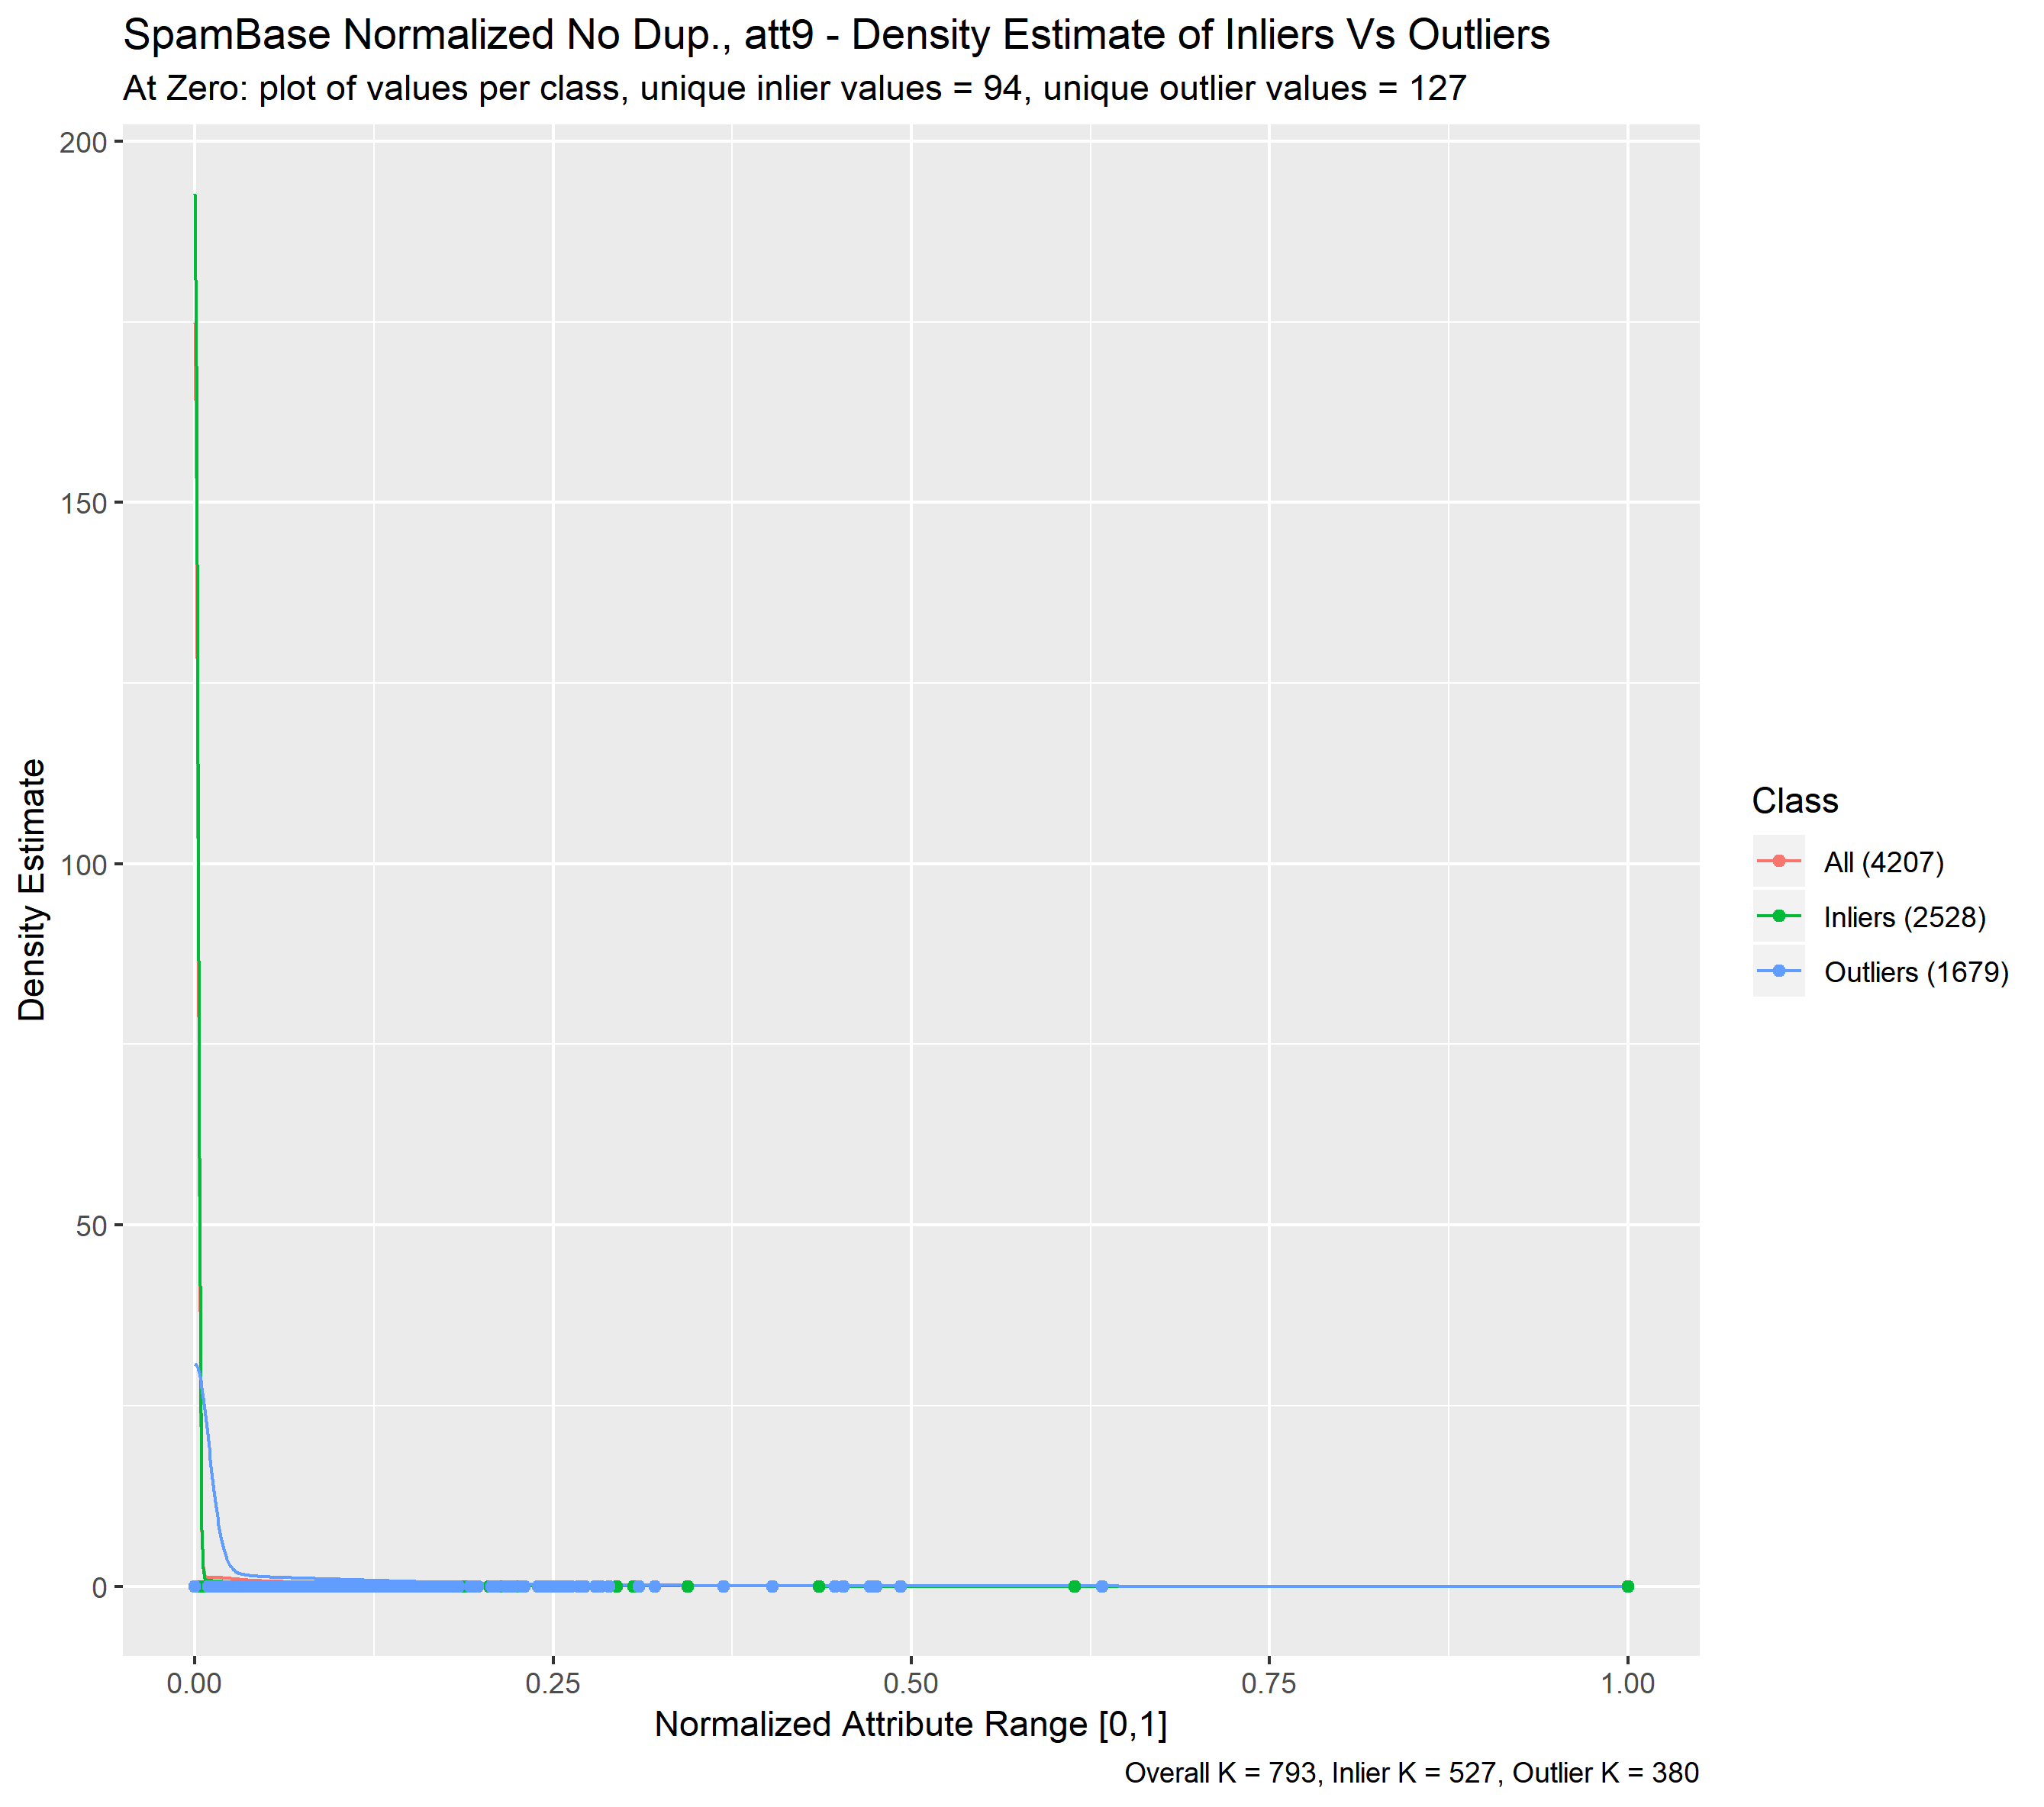 SpamBase Normalized No Dup., att9 - Density Estimate of Inliers Vs Outliers
At Zero: plot of values per class, unique inlier values = 94, unique outlier values = 127
200
150
100
50
0
Density Estimate
0.00
0.25
0.50
0.75
1.00
Normalized Attribute Range [0,1]
Class
All (4207)
Inliers (2528)
Outliers (1679)
Overall K = 793, Inlier K = 527, Outlier K = 380